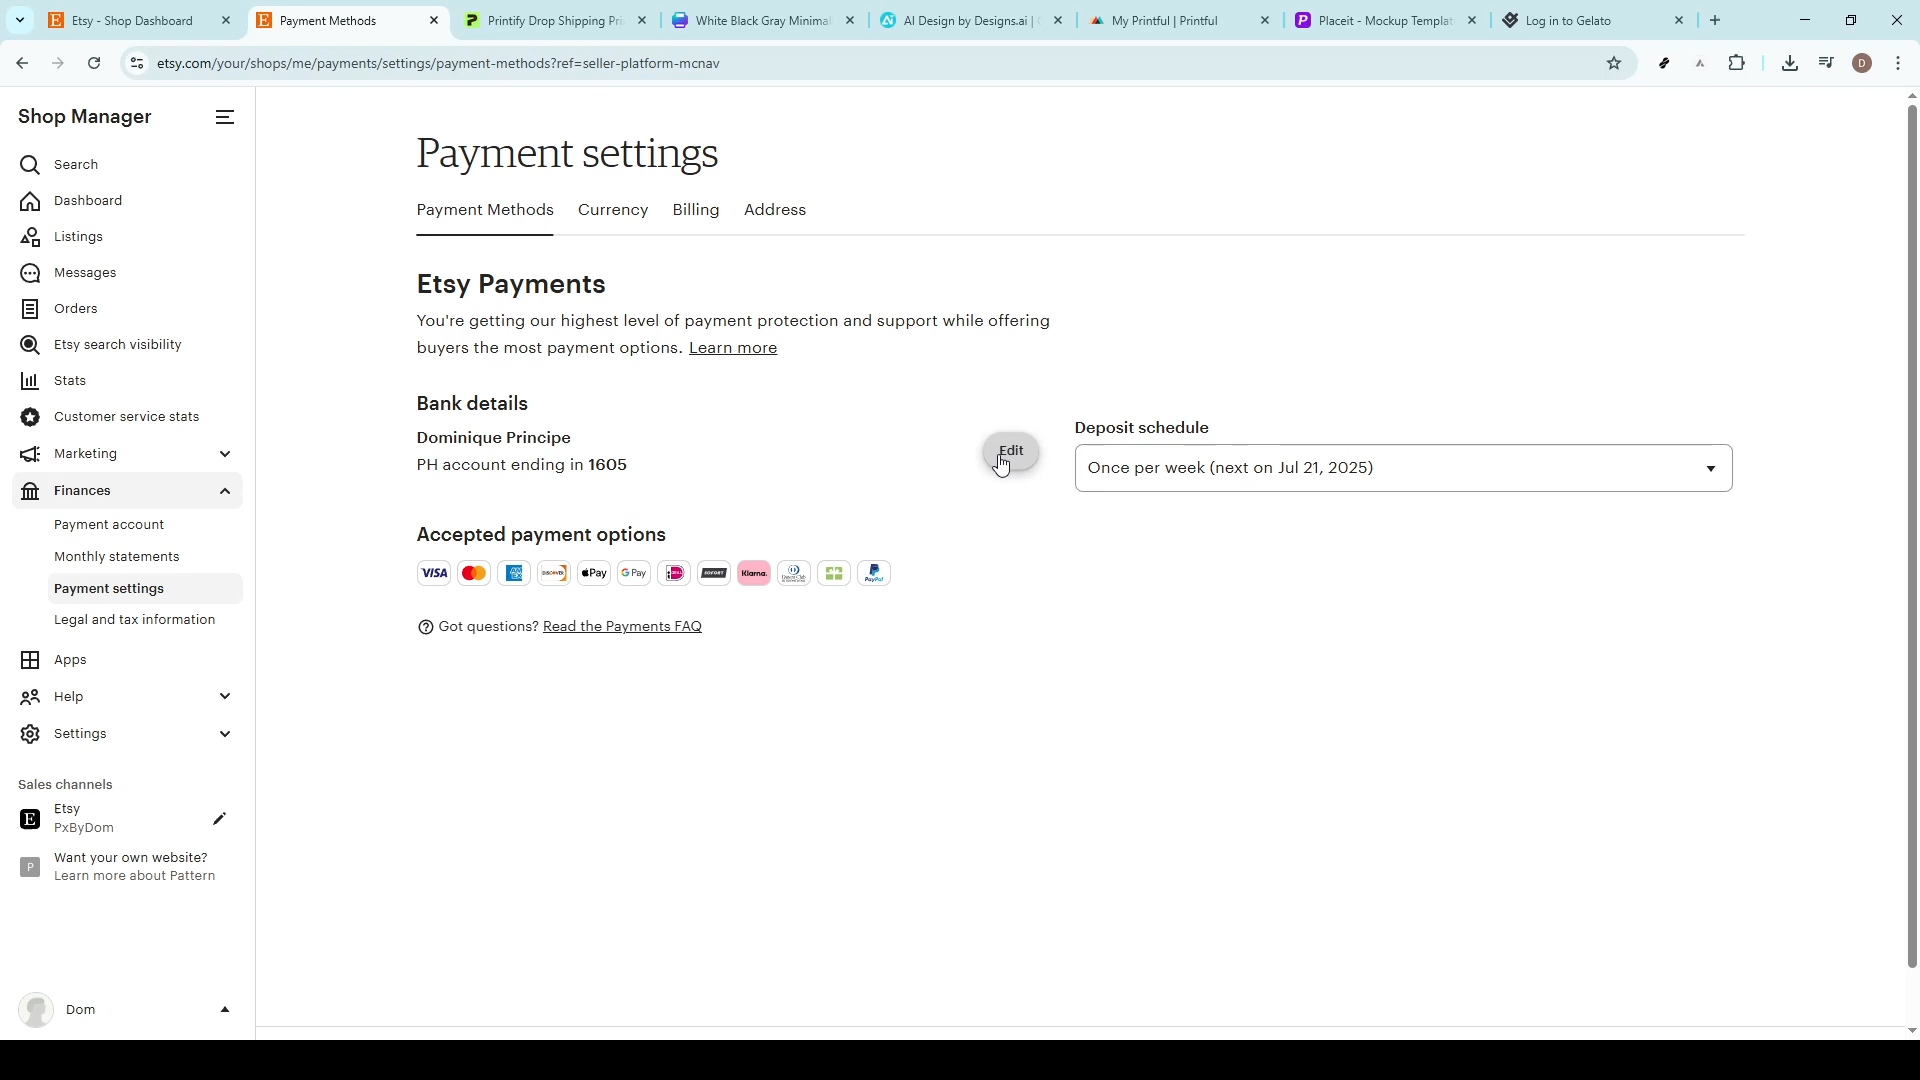 Etsy - Shop Dashboard
Payment Methods
Printify Drop Shipping Pri
White Black Gray Minimal
AI Design by Designs.ai |
My Printful | Printful
Placeit - Mockup Templat
Log in to Gelato
etsy.com/your/shops/me/payments/settings/payment-methods?ref=seller-platform-mcnav
D
Shop Manager
Search
Dashboard
Listings
Messages
Orders
Etsy search visibility
Stats
Customer service stats
Marketing
Finances
Payment account
Monthly statements
Payment settings
Legal and tax information
Apps
Help
Settings
Sales channels
E
Etsy
PxByDom
P
Want your own website?
Learn more about Pattern
Dom
Payment settings
Payment Methods Currency Billing Address
Etsy Payments
You're getting our highest level of payment protection and support while offering
buyers the most payment options. Learn more
Bank details
Dominique Principe
PH account ending in 1605
Edit
Deposit schedule
Once per week (next on Jul 21, 2025)
Accepted payment options
VISA DISCOVER Pay G Pay SOFORT Klarna. PayPal
Got questions? Read the Payments FAQ